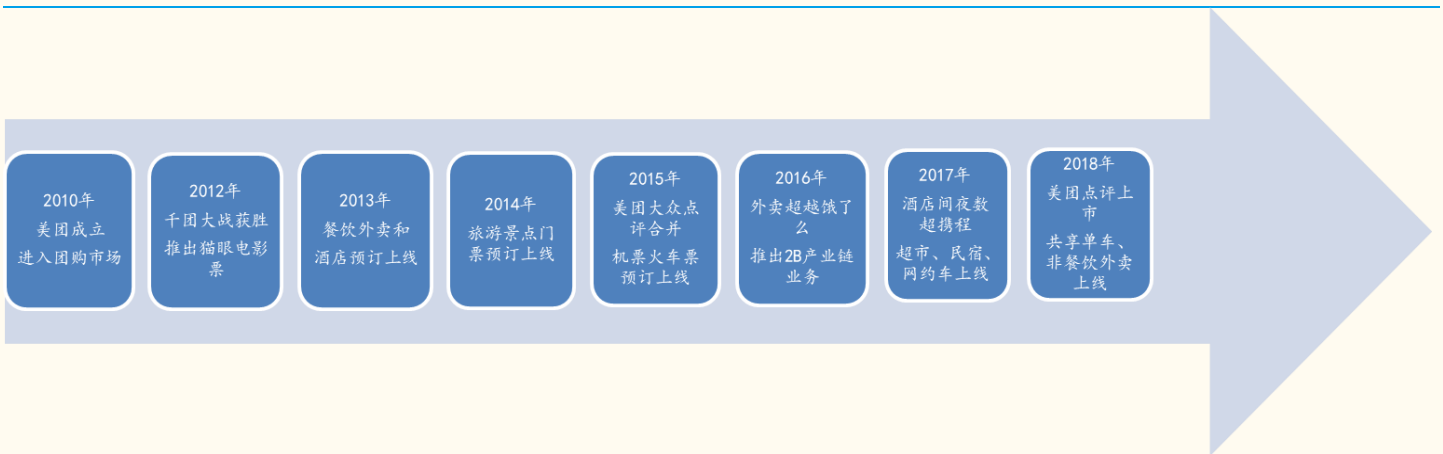 2010年
美团成立
进入团购市场
2012年
千团大战获胜
推出猫眼电影
票
2013年
餐饮外卖和
酒店预订上线
2014年
旅游景点门
票预订上线
2015年
美团大众点
评合并
机票火车票
预订上线
2016年
外卖超越饿了
么
推出2B产业链
业务
2017年
酒店间夜数
超携程
超市、民宿、
网约车上线
2018年
美团点评上
市
共享单车、
非餐饮外卖
上线